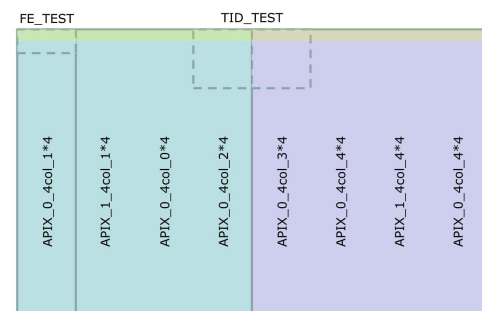 FE_TEST
TID_TEST
APIX_0_4col_1*4
APIX_1_4col_1*4
APIX_0_4col_0*4
APIX_0_4col_2*4
APIX_0_4col_3*4
APIX_0_4col_4*4
APIX_1_4col_4*4
APIX_0_4col_4*4